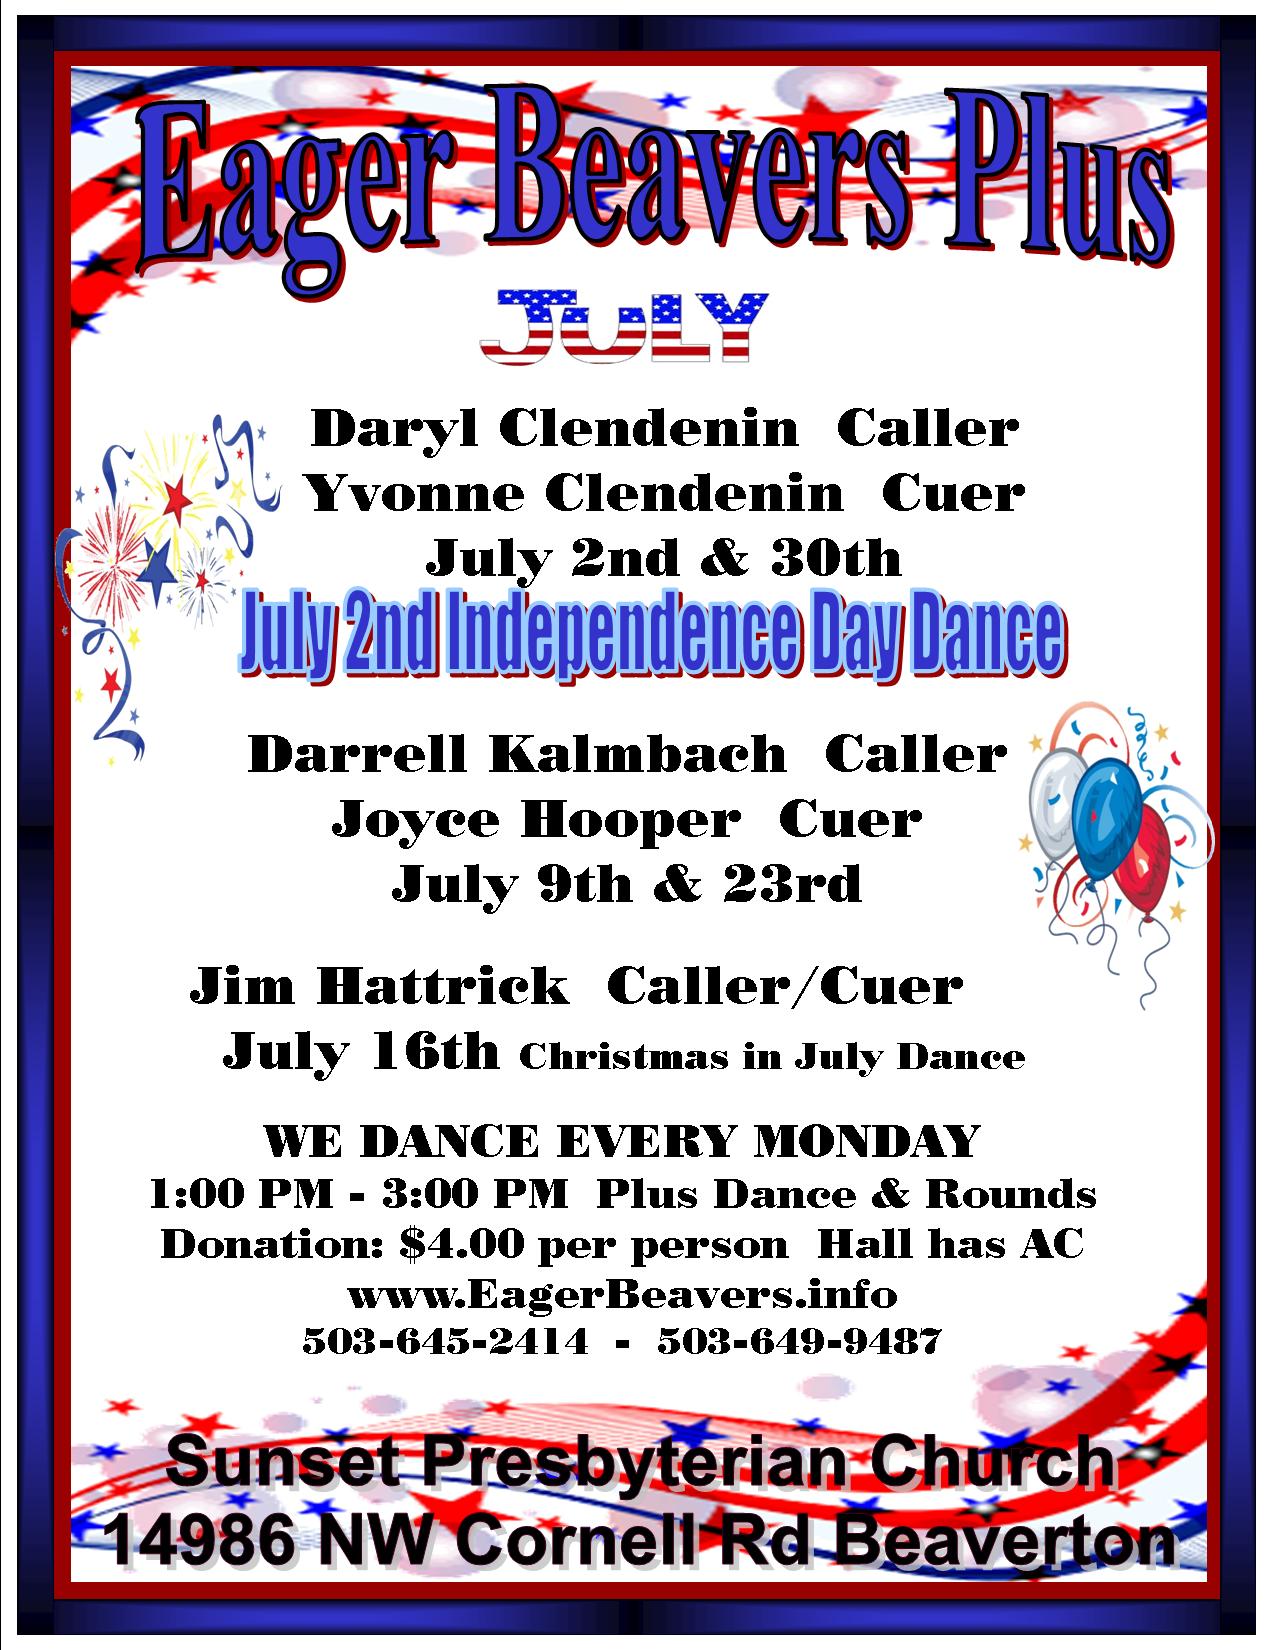 Eager Beavers Plus
JULY
Daryl Clendenin Caller
Yvonne Clendenin Cuer
July 2nd & 30th
July 2nd Independence Day Dance
Darrell Kalmbach Caller
Joyce Hooper Cuer
July 9th & 23rd
Jim Hattrick Caller/Cuer
July 16th Christmas in July Dance
WE DANCE EVERY MONDAY
1:00 PM - 3:00 PM Plus Dance & Rounds
Donation: $4.00 per person Hall has AC
www.EagerBeavers.info
503-645-2414 - 503-649-9487
Sunset Presbyterian Church
14986 NW Cornell Rd Beaverton